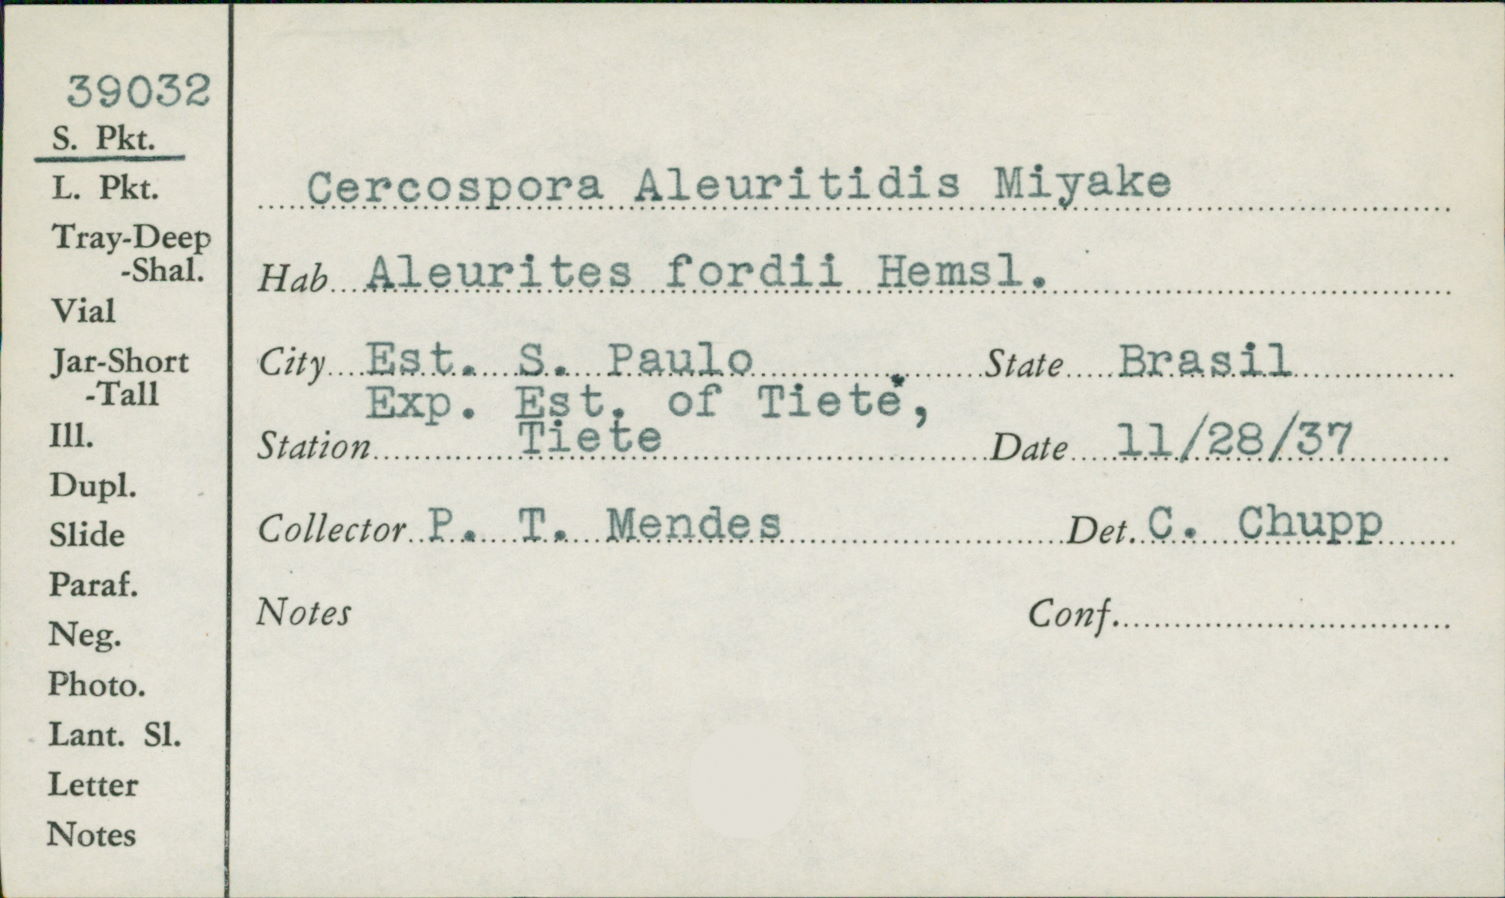 39032
S. Pkt.
L. Pkt.
Tray-Deep
-Shal.
Vial
Jar-Short
-Tall
Ill.
Dupl.
Slide
Paraf.
Neg.
Photo.
Lant. Sl.
Letter
Notes
Cercospora Aleuritidis Miyake
Hab. Aleurites fordii Hemsl.
City Est. S. Paulo State Brasil
Exp. Est. of Tieté,
Station Tiete Date 11/28/37
Collector P. T. Mendes Det. C. Chupp
Notes Conf.